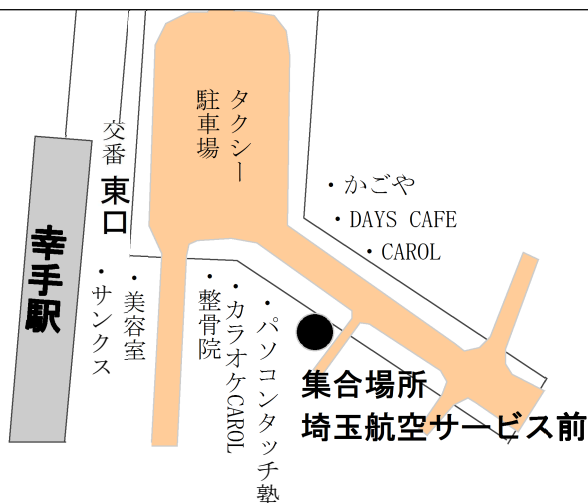 タクシー
駐車場
交番
東口
幸手駅
・サンクス
・美容室
・整骨院
・カラオケCAROL
・パソコンタッチ塾
・かごや
・DAYS CAFE
・CAROL
集合場所
埼玉航空サービス前